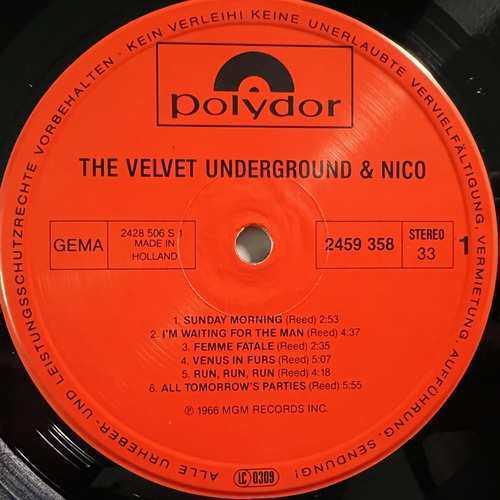 ALLE URHEBER- UND LEISTUNGSSCHUTZRECHTE VORBEHALTEN - KEIN VERLEIH! KEINE UNERLAUBTE VERVIELFÄLTIGUNG, VERMIETUNG, AUFFÜHRUNG, SENDUNG!
polydor
THE VELVET UNDERGROUND & NICO
GEMA
2428 506 S 1
MADE IN
HOLLAND
2459 358
STEREO
33
1
1. SUNDAY MORNING (Reed) 2:53
2. I'M WAITING FOR THE MAN (Reed) 4:37
3. FEMME FATALE (Reed) 2:35
4. VENUS IN FURS (Reed) 5:07
5. RUN, RUN, RUN (Reed) 4:18
6. ALL TOMORROW'S PARTIES (Reed) 5:55
℗ 1966 MGM RECORDS INC.
LC 0309